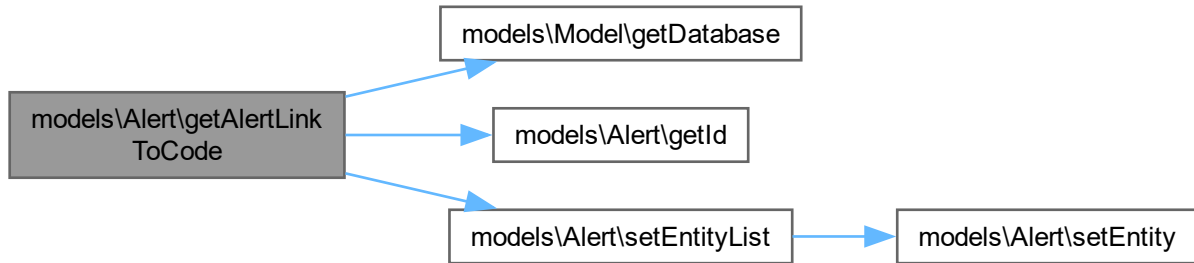 models\Model\getDatabase
models\Alert\getAlertLink
ToCode
models\Alert\getId
models\Alert\setEntityList
models\Alert\setEntity